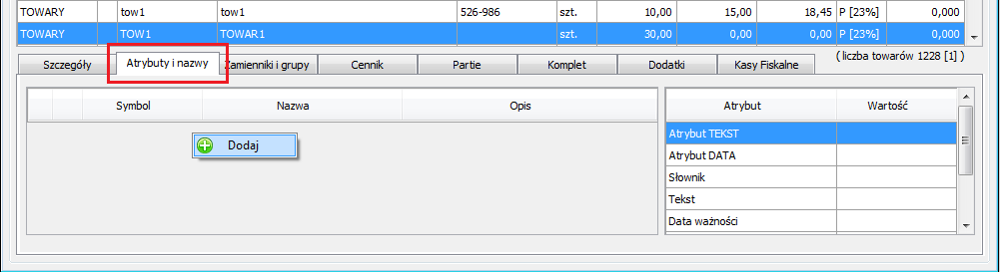 TOWARY tow1 tow1 526-986 szt. 10,00 15,00 18,45 P [23%] 0,000
TOWARY TOW1 TOWAR1 szt. 30,00 0,00 0,00 P [23%] 0,000
(liczba towarów 1228 [1] )
Szczegóły Atrybuty i nazwy Zamienniki i grupy Cennik Partie Komplet Dodatki Kasy Fiskalne
Symbol Nazwa Opis
Dodaj
Atrybut Wartość
Atrybut TEKST
Atrybut DATA
Słownik
Tekst
Data ważności